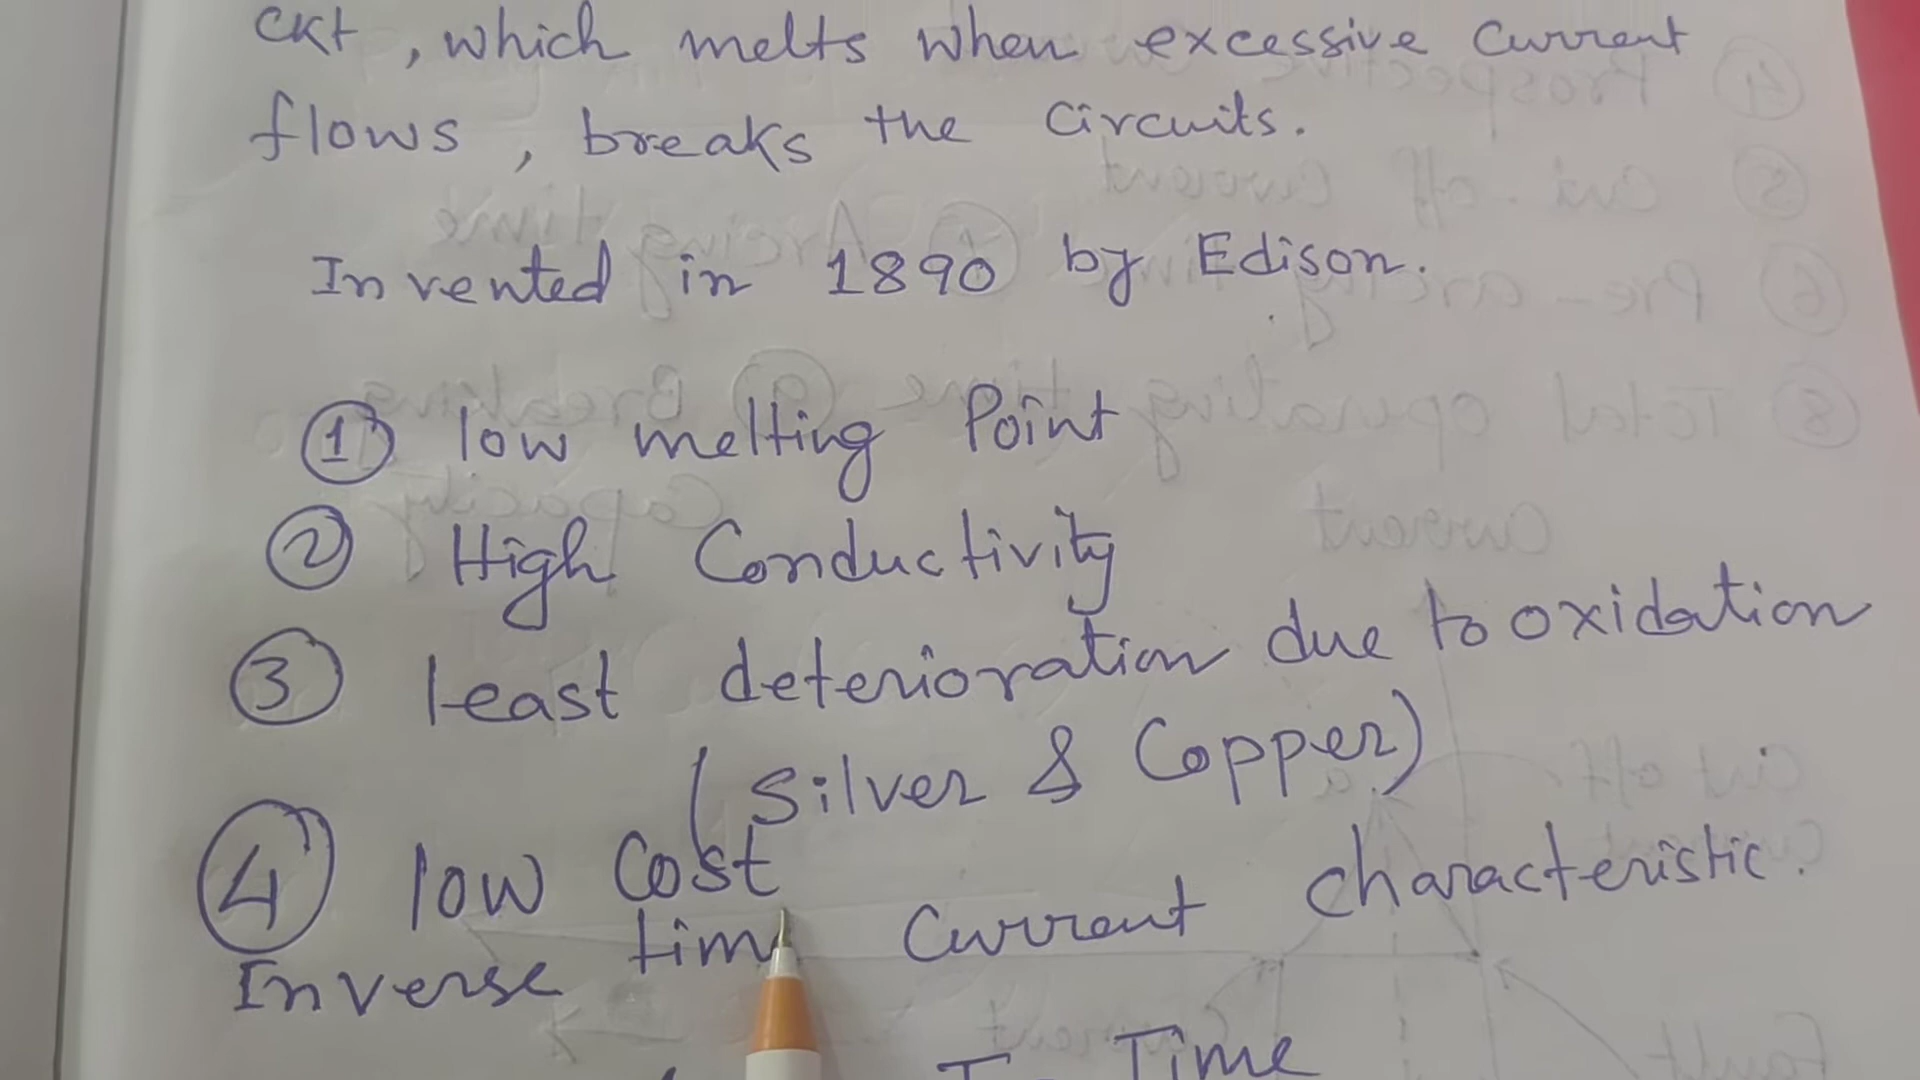 ckt, which melts when excessive current
flows, breaks the circuits.
Invented in 1890 by Edison.
① low melting Point
② High Conductivity
③ least deterioration due to oxidation
(Silver & Copper)
④ low Cost
Inverse time Current characteristic.
Time